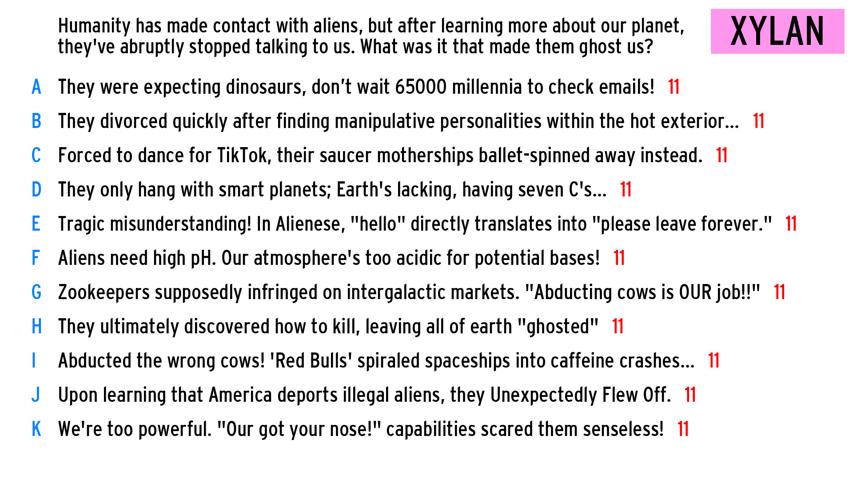 Humanity has made contact with aliens, but after learning more about our planet,
they've abruptly stopped talking to us. What was it that made them ghost us?
XYLAN
A They were expecting dinosaurs, don't wait 65000 millennia to check emails! 11
B They divorced quickly after finding manipulative personalities within the hot exterior... 11
C Forced to dance for TikTok, their saucer motherships ballet-spinned away instead. 11
D They only hang with smart planets; Earth's lacking, having seven C's... 11
E Tragic misunderstanding! In Alienese, "hello" directly translates into "please leave forever." 11
F Aliens need high pH. Our atmosphere's too acidic for potential bases! 11
G Zookeepers supposedly infringed on intergalactic markets. "Abducting cows is OUR job!!" 11
H They ultimately discovered how to kill, leaving all of earth "ghosted" 11
I Abducted the wrong cows! 'Red Bulls' spiraled spaceships into caffeine crashes... 11
J Upon learning that America deports illegal aliens, they Unexpectedly Flew Off. 11
K We're too powerful. "Our got your nose!" capabilities scared them senseless! 11